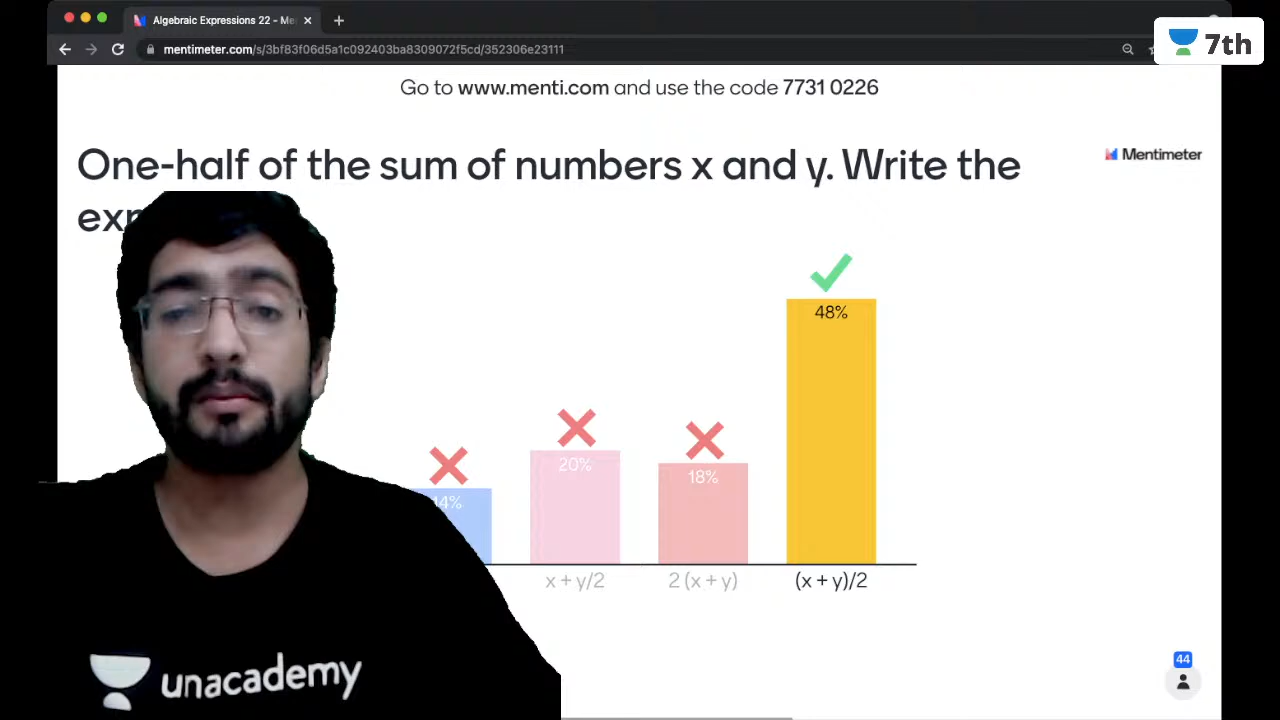 Algebraic Expressions 22 - Me
mentimeter.com/s/3bf83f06d5a1c092403ba8309072f5cd/352306e23111
7th
Go to www.menti.com and use the code 7731 0226
One-half of the sum of numbers x and y. Write the
Mentimeter
48%
20%
18%
14%
x + y/2
2 (x + y)
(x + y)/2
44
unacademy